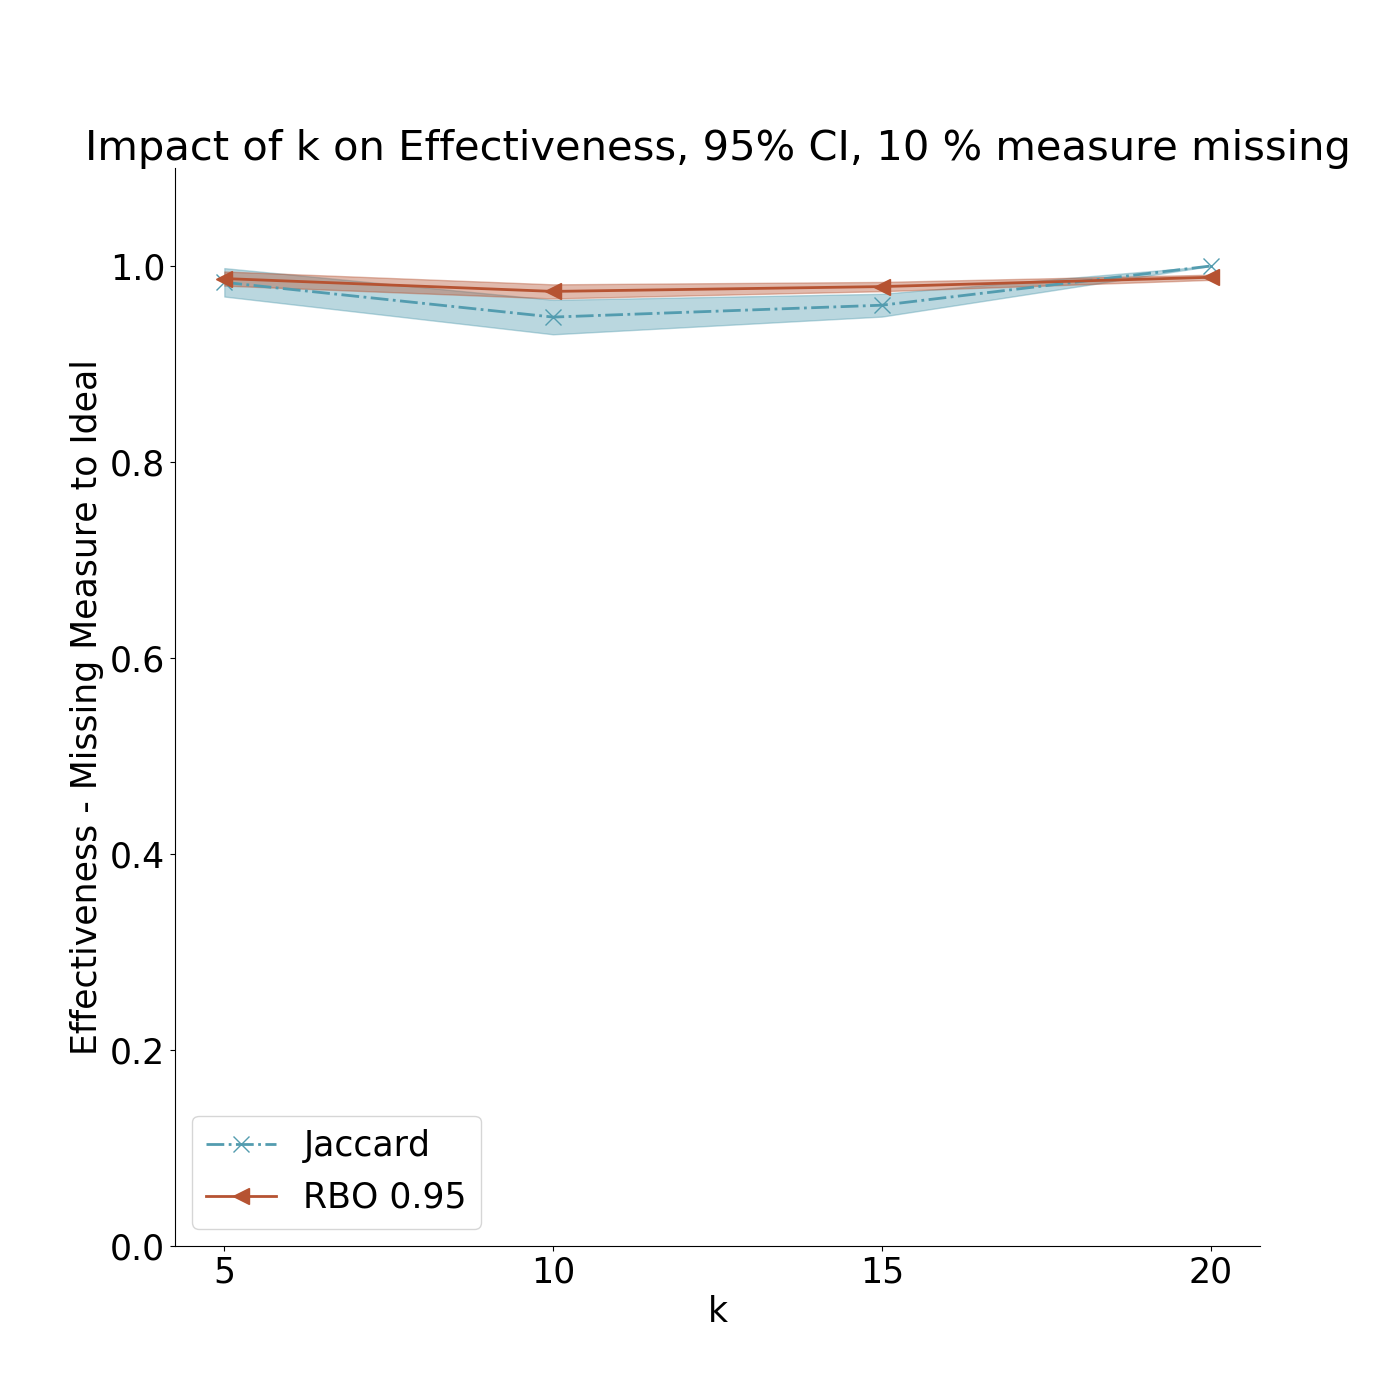 Impact of k on Effectiveness, 95% CI, 10 % measure missing
Effectiveness - Missing Measure to Ideal
1.0
0.8
0.6
0.4
0.2
0.0
Jaccard
RBO 0.95
5 10 15 20
k